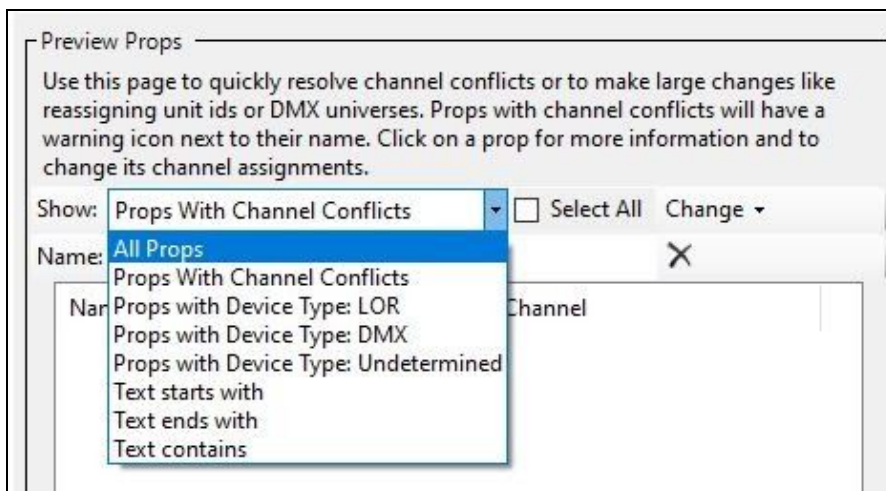 Preview Props
Use this page to quickly resolve channel conflicts or to make large changes like
reassigning unit ids or DMX universes. Props with channel conflicts will have a
warning icon next to their name. Click on a prop for more information and to
change its channel assignments.
Show: Props With Channel Conflicts Select All Change
Name: All Props
Props With Channel Conflicts
Nar Props with Device Type: LOR Channel
Props with Device Type: DMX
Props with Device Type: Undetermined
Text starts with
Text ends with
Text contains